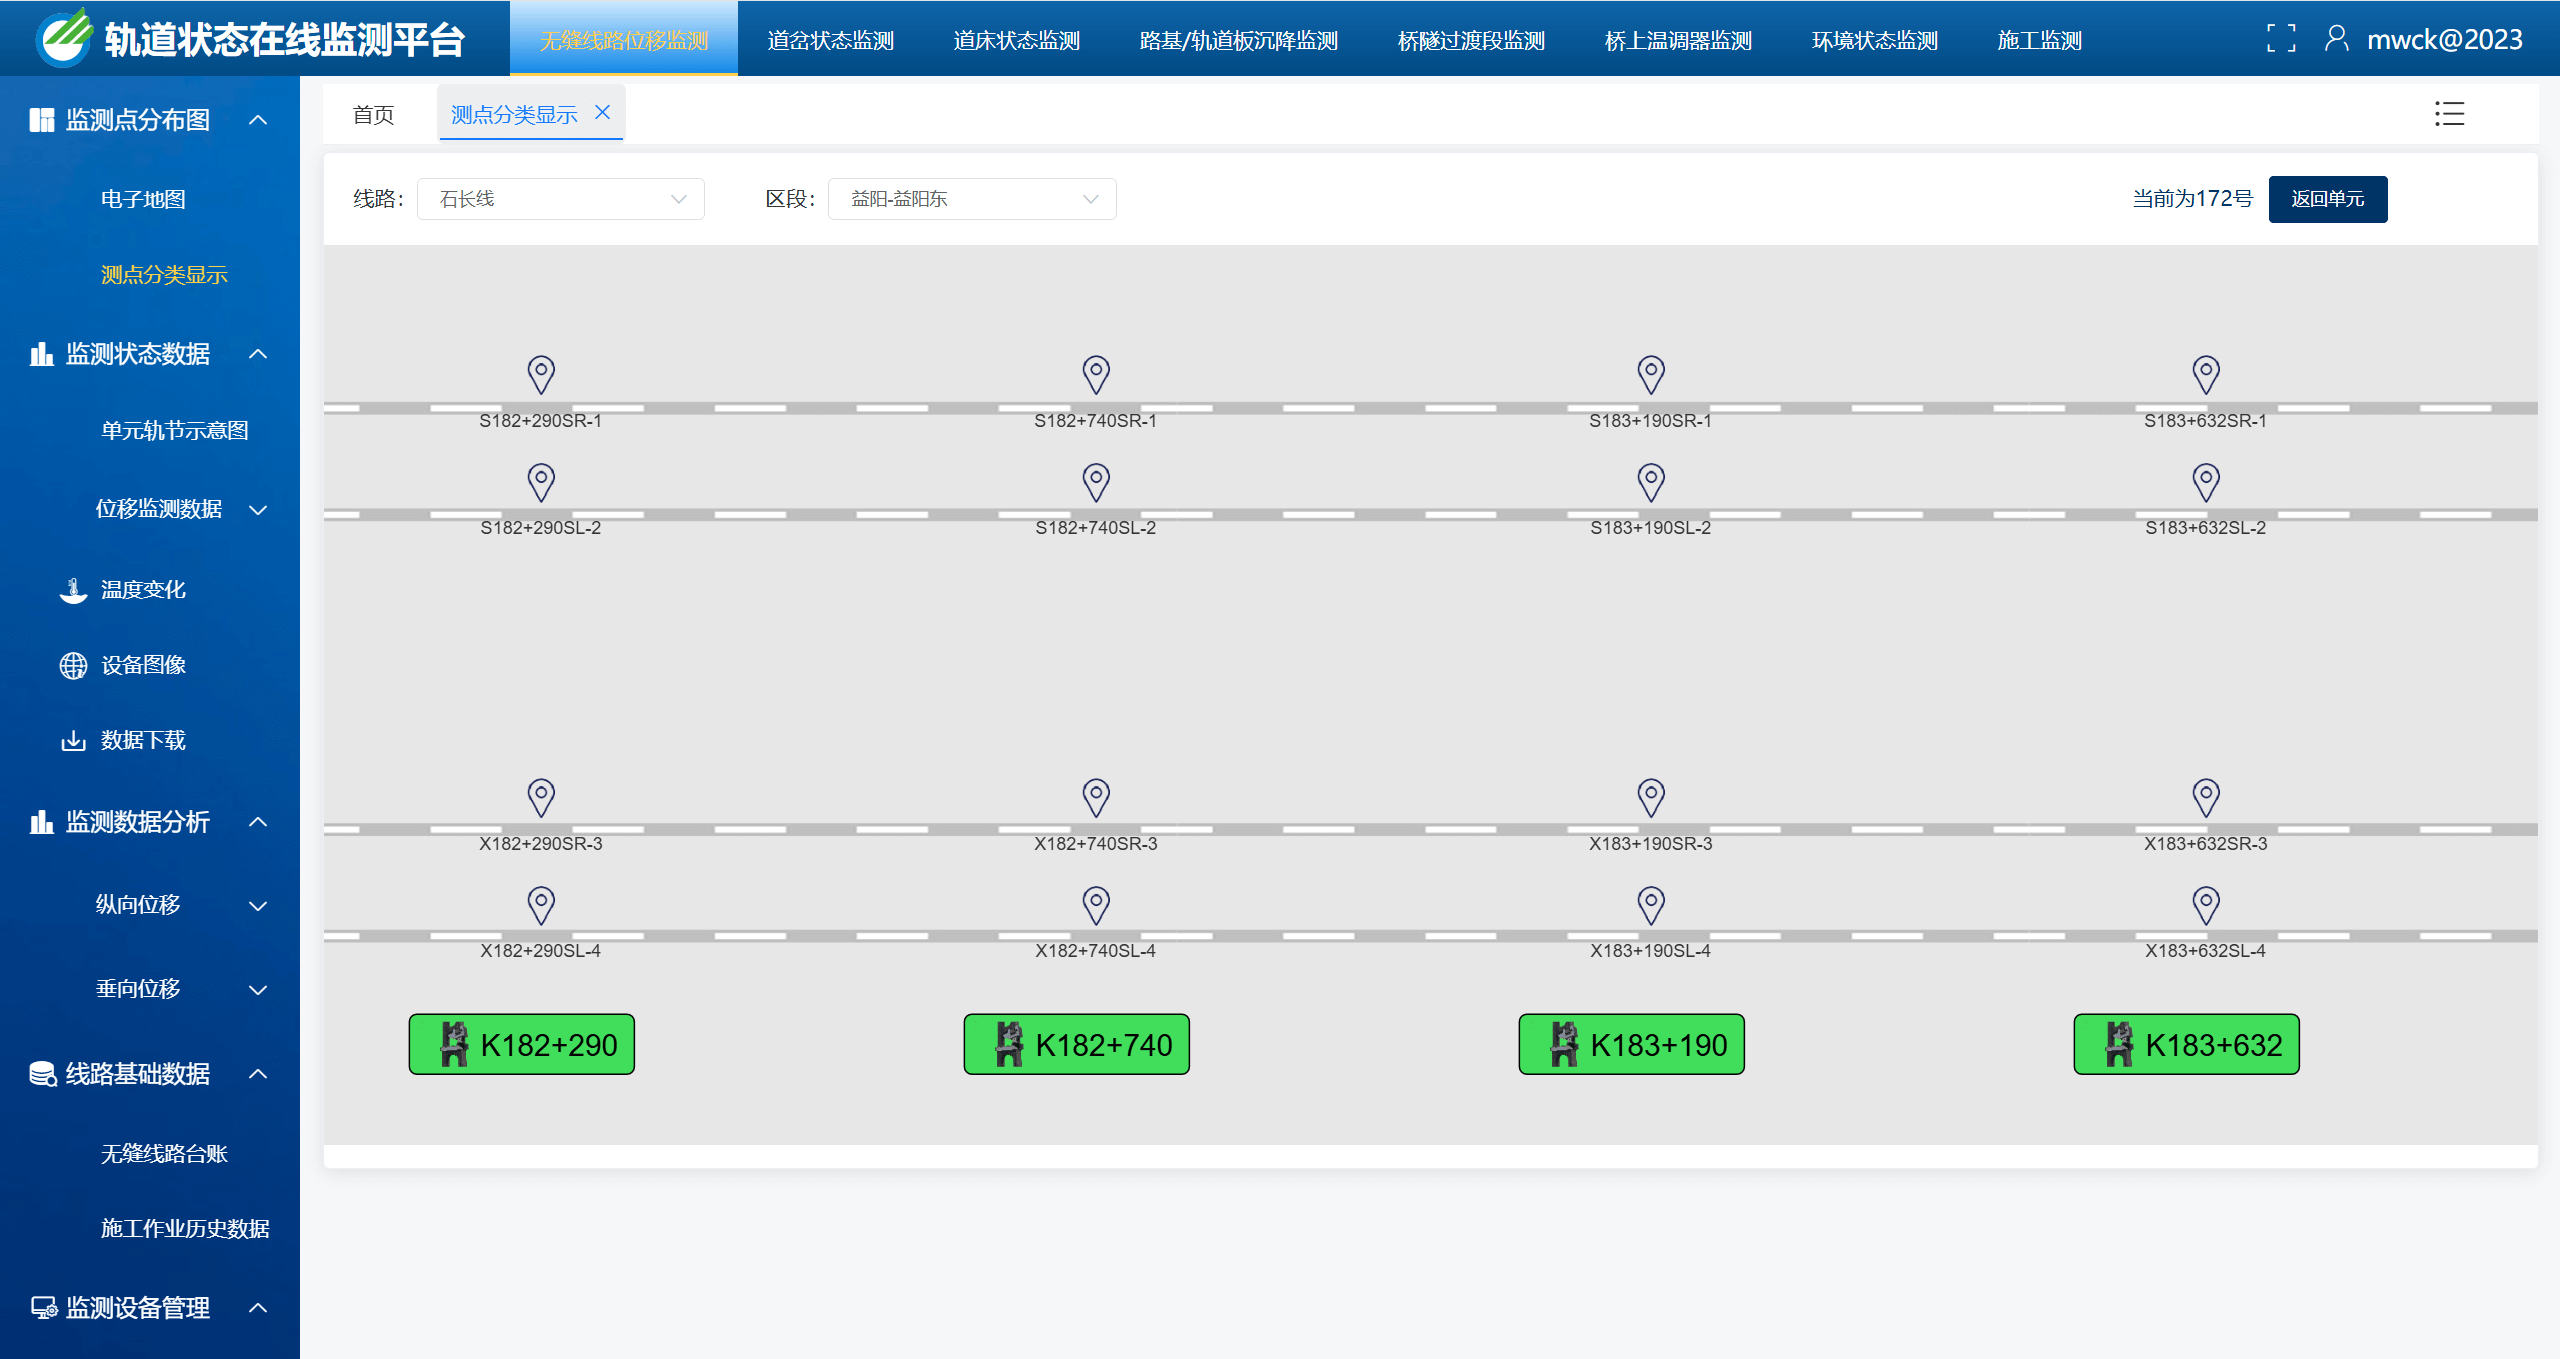 轨道状态在线监测平台
无缝线路位移监测 道岔状态监测 道床状态监测 路基/轨道板沉降监测 桥隧过渡段监测 桥上温调器监测 环境状态监测 施工监测 mwck@2023
监测点分布图
电子地图
测点分类显示
监测状态数据
单元轨节示意图
位移监测数据
温度变化
设备图像
数据下载
监测数据分析
纵向位移
垂向位移
线路基础数据
无缝线路台账
施工作业历史数据
监测设备管理
首页 测点分类显示
线路： 石长线 区段： 益阳-益阳东 当前为172号 返回单元
S182+290SR-1 S182+740SR-1 S183+190SR-1 S183+632SR-1
S182+290SL-2 S182+740SL-2 S183+190SL-2 S183+632SL-2
X182+290SR-3 X182+740SR-3 X183+190SR-3 X183+632SR-3
X182+290SL-4 X182+740SL-4 X183+190SL-4 X183+632SL-4
K182+290 K182+740 K183+190 K183+632